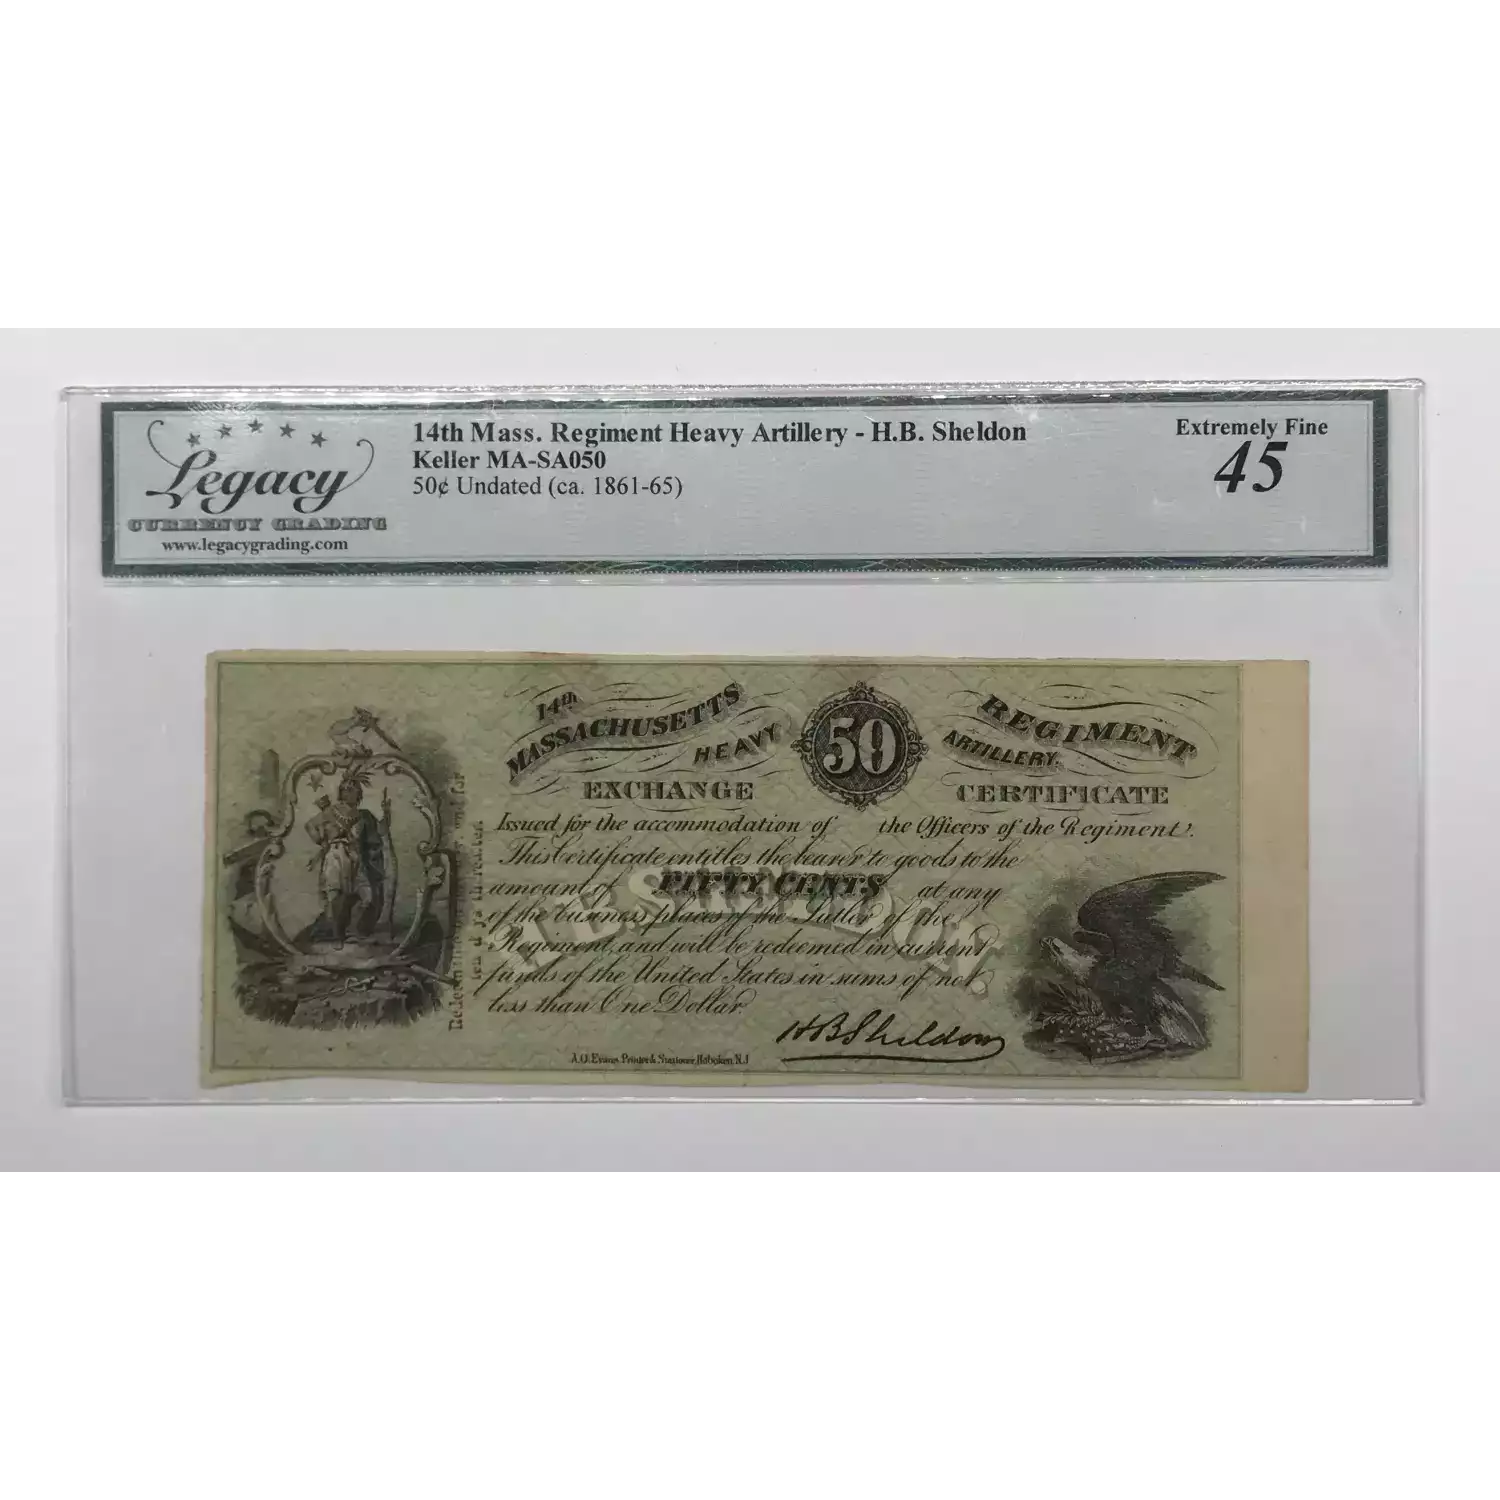 Legacy
CURRENCY GRADING
www.legacygrading.com
14th Mass. Regiment Heavy Artillery - H.B. Sheldon
Keller MA-SA050
50¢ Undated (ca. 1861-65)
Extremely Fine
45
14th
MASSACHUSETTS
HEAVY
50
REGIMENT
ARTILLERY.
EXCHANGE CERTIFICATE
Issued for the accommodation of the Officers of the Regiment.
This Certificate entitles the bearer to goods to the
amount of FIFTY CENTS at any
of the business places of the Sutler of the
Regiment, and will be redeemed in current
funds of the United States in sums of not
less than One Dollar.
HBSheldon
A.O. Evans, Printer & Stationer, Hoboken, N.J.